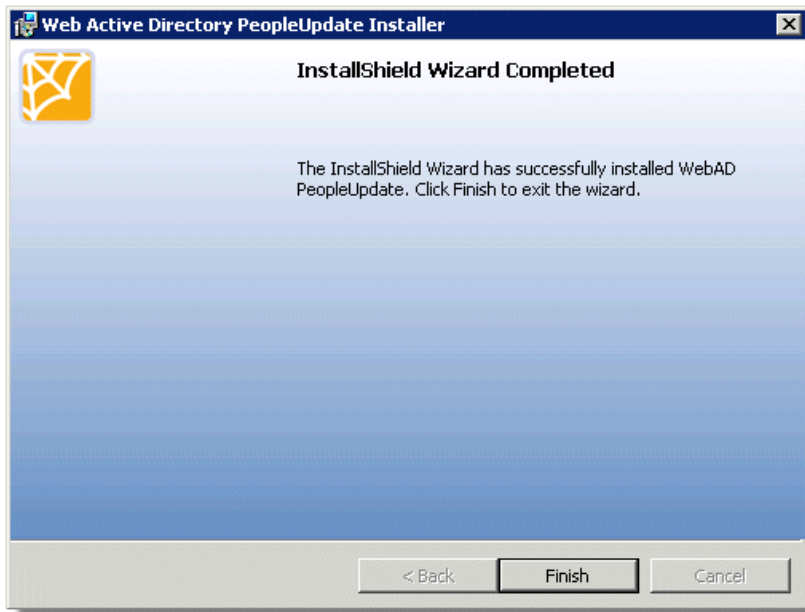 Web Active Directory PeopleUpdate Installer
InstallShield Wizard Completed
The InstallShield Wizard has successfully installed WebAD
PeopleUpdate. Click Finish to exit the wizard.
< Back
Finish
Cancel